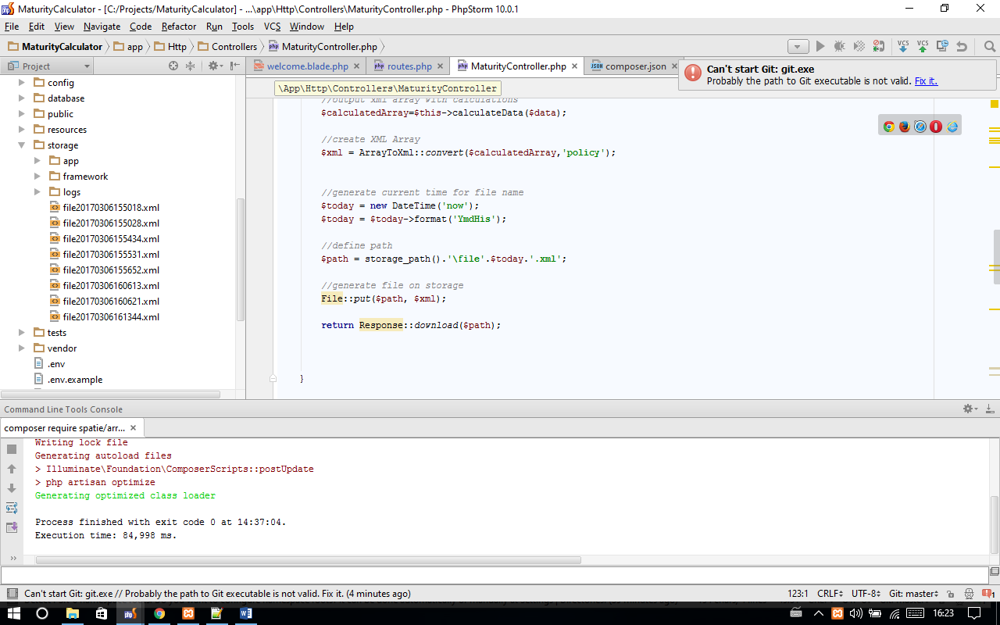 MaturityCalculator - [C:/Projects/MaturityCalculator] - ...\app\Http\Controllers\MaturityController.php - PhpStorm 10.0.1
File Edit View Navigate Code Refactor Run Tools VCS Window Help
MaturityCalculator app Http Controllers MaturityController.php
Project
welcome.blade.php routes.php MaturityController.php composer.json
Can't start Git: git.exe
Probably the path to Git executable is not valid. Fix it.
config
database
public
resources
storage
app
framework
logs
file20170306155018.xml
file20170306155028.xml
file20170306155434.xml
file20170306155531.xml
file20170306155652.xml
file20170306160613.xml
file20170306160621.xml
file20170306161344.xml
tests
vendor
.env
.env.example
\App\Http\Controllers\MaturityController
//output xml array with calculations
$calculatedArray=$this->calculateData($data);
//create XML Array
$xml = ArrayToXml::convert($calculatedArray,'policy');
//generate current time for file name
$today = new DateTime('now');
$today = $today->format('YmdHis');
//define path
$path = storage_path().'\file'.$today.'.xml';
//generate file on storage
File::put($path, $xml);
return Response::download($path);
}
Command Line Tools Console
composer require spatie/arr...
Writing lock file
Generating autoload files
> Illuminate\Foundation\ComposerScripts::postUpdate
> php artisan optimize
Generating optimized class loader
Process finished with exit code 0 at 14:37:04.
Execution time: 84,998 ms.
Can't start Git: git.exe // Probably the path to Git executable is not valid. Fix it. (4 minutes ago)
123:1 CRLF UTF-8 Git: master 1
16:23